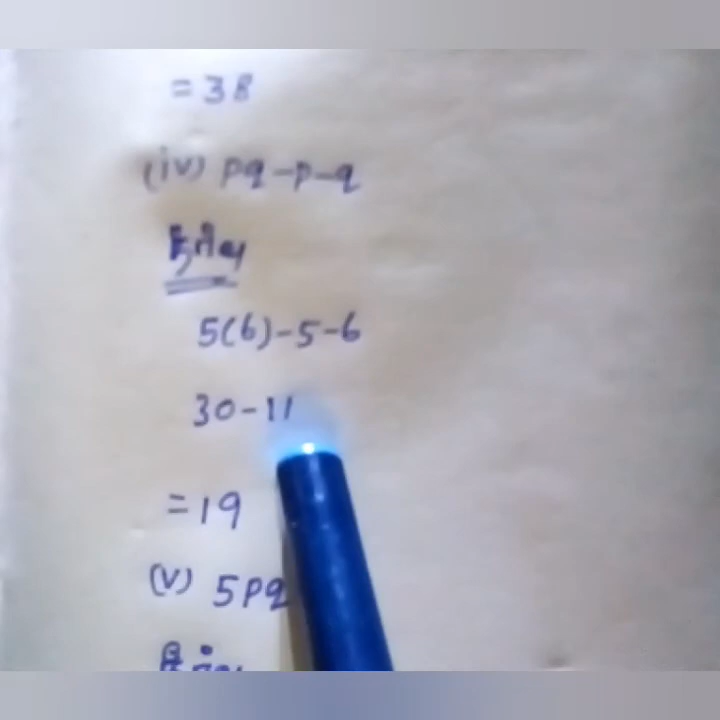 = 38
(iv) pq-p-q
தீர்வு
5(6)-5-6
30-11
= 19
(v) 5pq